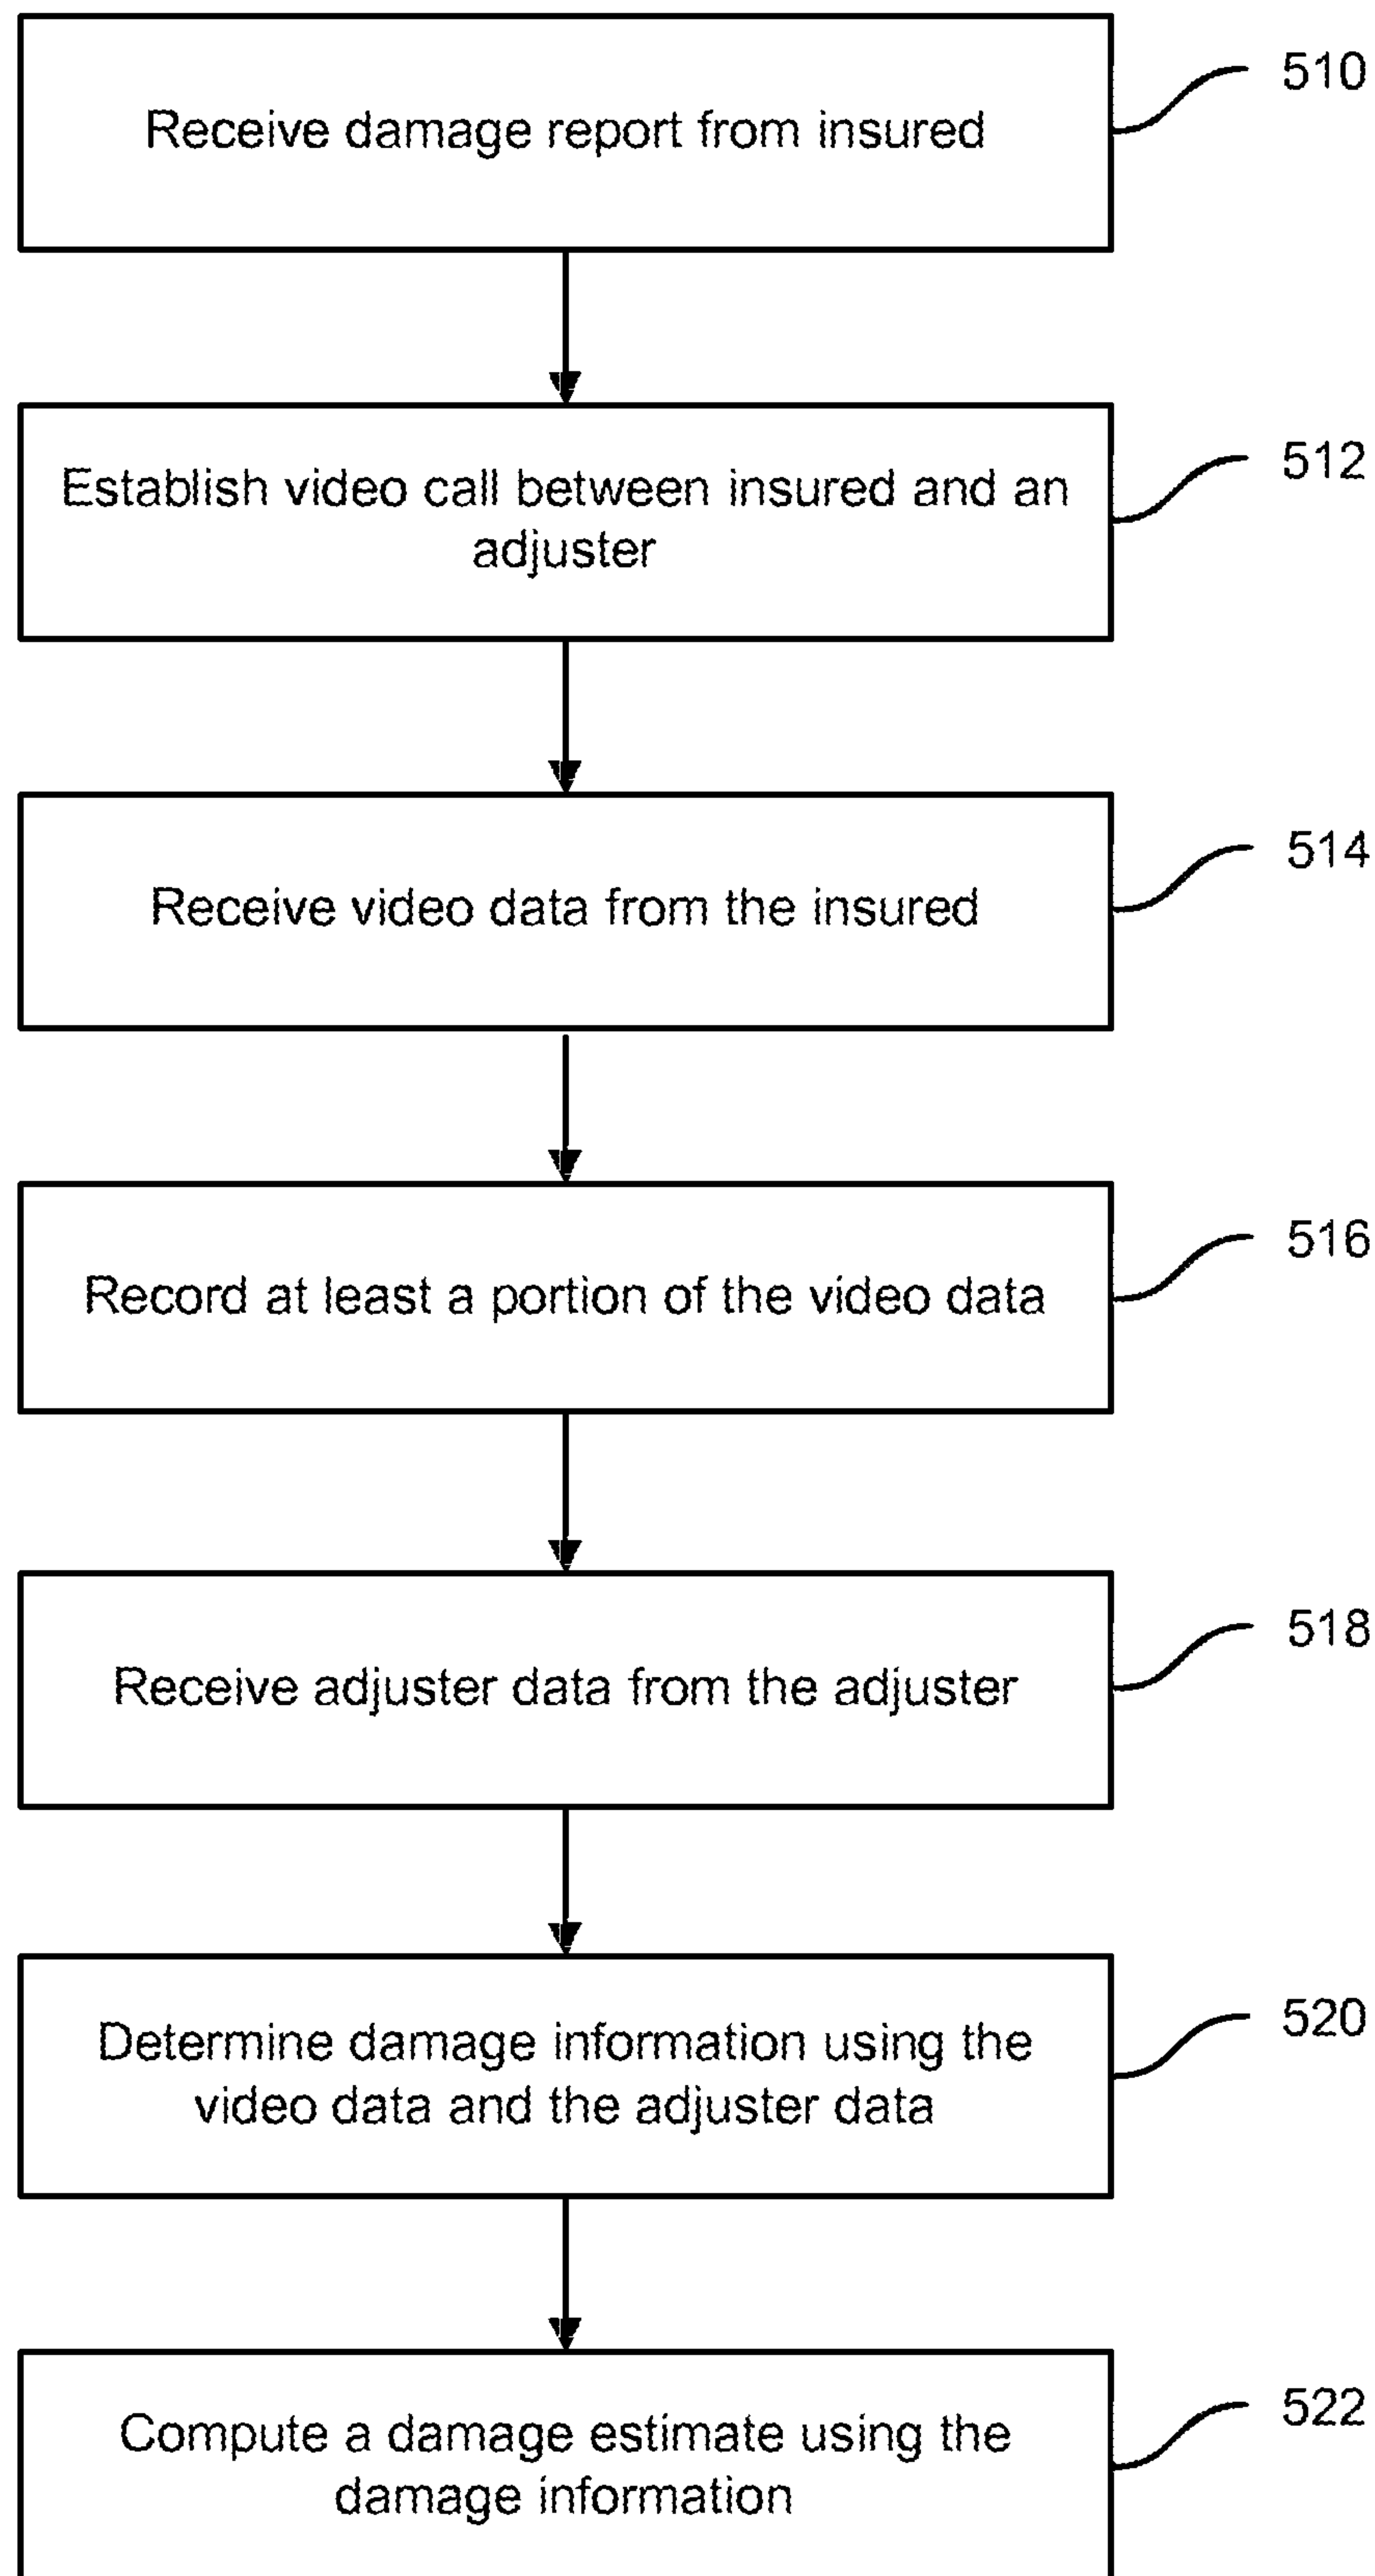 Receive damage report from insured
510
Establish video call between insured and an
adjuster
512
Receive video data from the insured
514
Record at least a portion of the video data
516
Receive adjuster data from the adjuster
518
Determine damage information using the
video data and the adjuster data
520
Compute a damage estimate using the
damage information
522